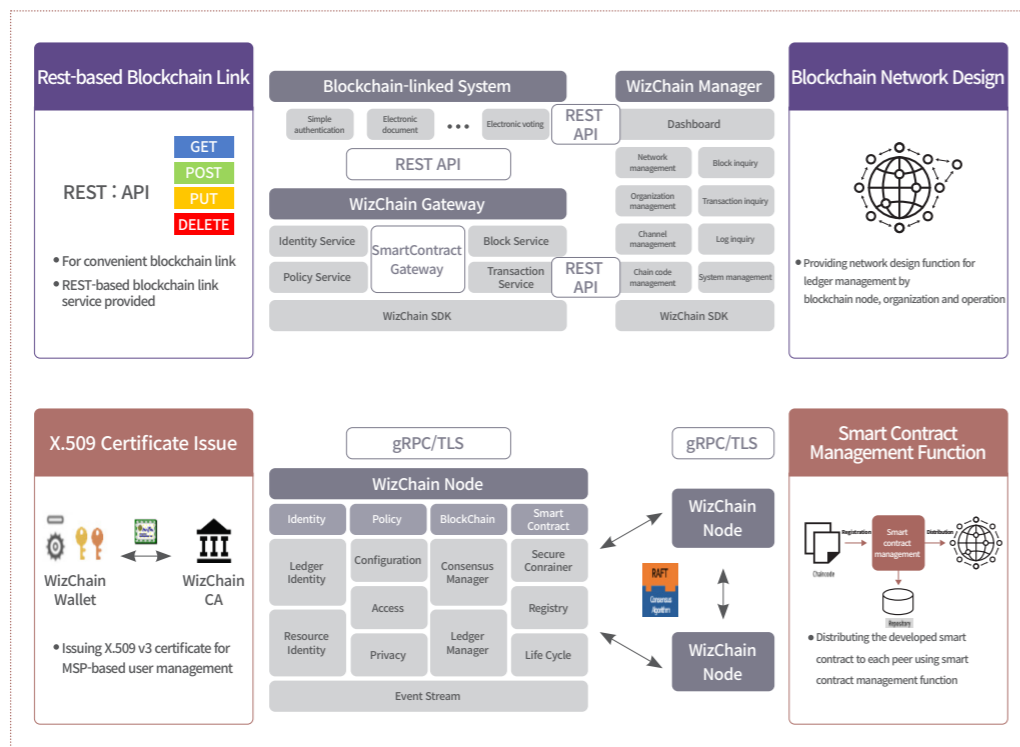 Rest-based Blockchain Link
REST : API
GET
POST
PUT
DELETE
• For convenient blockchain link
• REST-based blockchain link
service provided
Blockchain-linked System
Simple
authentication
Electronic
document
•••
Electronic voting
REST API
WizChain Gateway
Identity Service
Policy Service
SmartContract
Gateway
Block Service
Transaction
Service
WizChain SDK
REST
API
REST
API
WizChain Manager
Dashboard
Network
management
Block inquiry
Organization
management
Transaction inquiry
Channel
management
Log inquiry
Chain code
management
System management
WizChain SDK
Blockchain Network Design
• Providing network design function for
ledger management by
blockchain node, organization and operation
X.509 Certificate Issue
WizChain
Wallet
WizChain
CA
• Issuing X.509 v3 certificate for
MSP-based user management
gRPC/TLS
WizChain Node
Identity
Policy
BlockChain
Smart
Contract
Ledger
Identity
Resource
Identity
Configuration
Access
Privacy
Consensus
Manager
Ledger
Manager
Secure
Conrainer
Registry
Life Cycle
Event Stream
gRPC/TLS
WizChain
Node
RAFT
Consensus
Algorithm
WizChain
Node
Smart Contract
Management Function
Chaincode
Registration
Smart
contract
management
Distribution
Repository
• Distributing the developed smart
contract to each peer using smart
contract management function